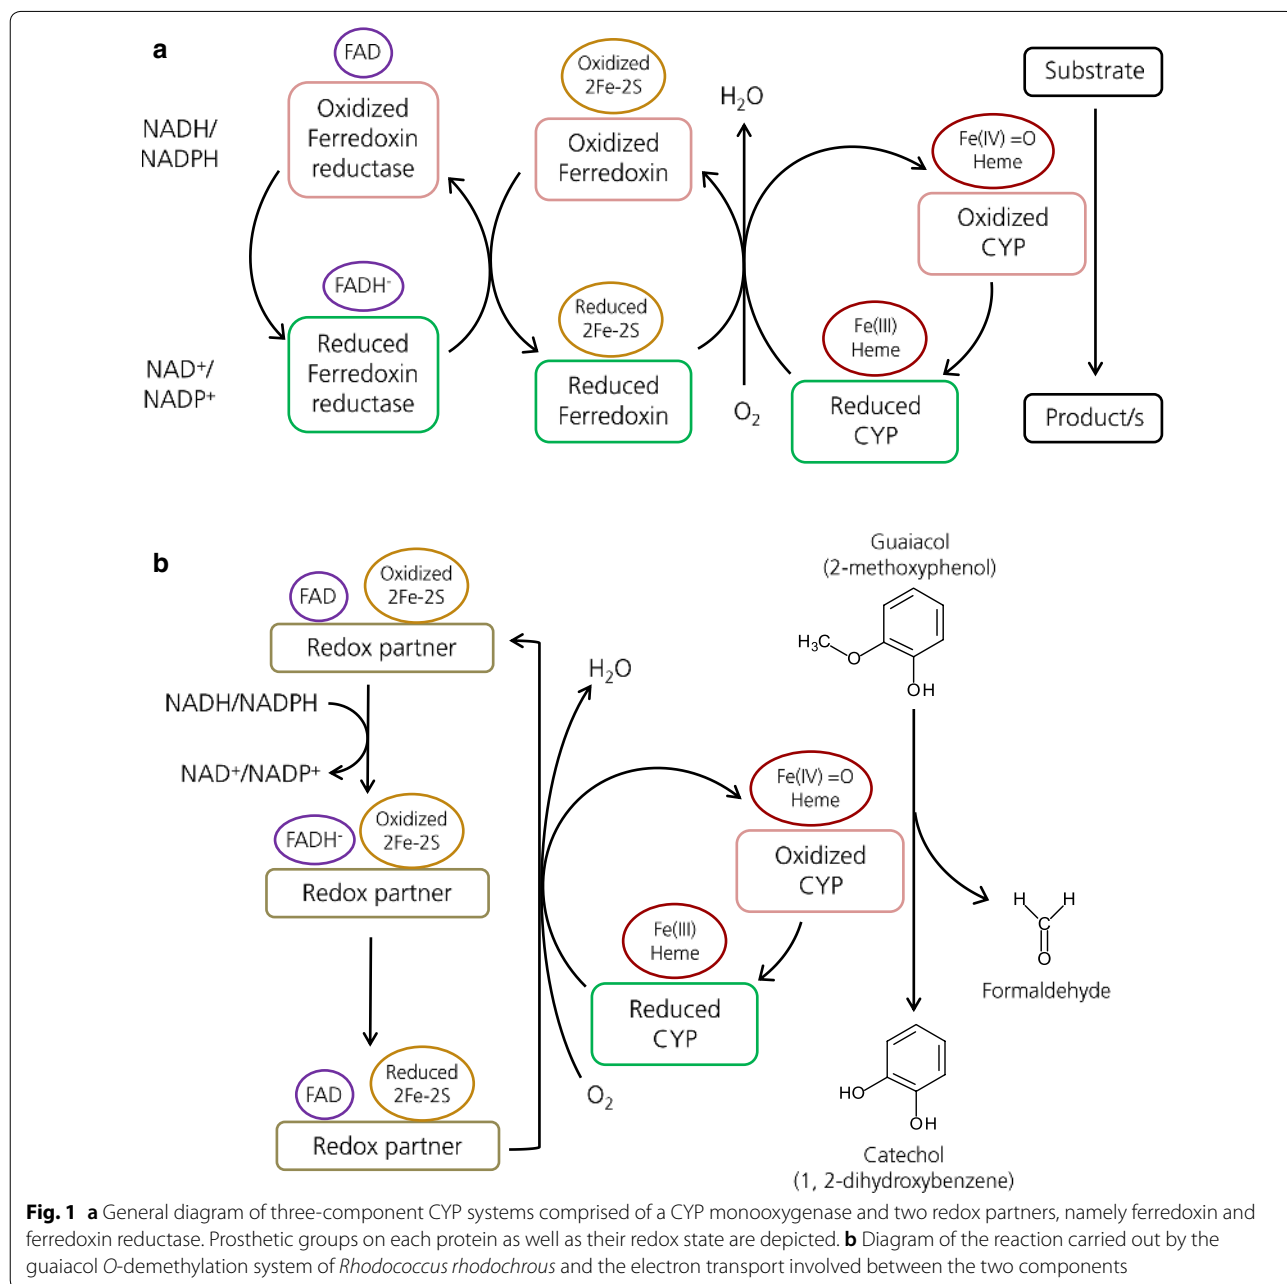 a
FAD
Oxidized
Ferredoxin
reductase
NADH/
NADPH
FADH-
Reduced
Ferredoxin
reductase
NAD+/
NADP+
Oxidized
2Fe-2S
Oxidized
Ferredoxin
Reduced
2Fe-2S
Reduced
Ferredoxin
H2O
O2
Fe(IV) =O
Heme
Oxidized
CYP
Fe(III)
Heme
Reduced
CYP
Substrate
Product/s
b
FAD
Oxidized
2Fe-2S
Redox partner
NADH/NADPH
NAD+/NADP+
FADH-
Oxidized
2Fe-2S
Redox partner
FAD
Reduced
2Fe-2S
Redox partner
H2O
O2
Fe(IV) =O
Heme
Oxidized
CYP
Fe(III)
Heme
Reduced
CYP
Guaiacol
(2-methoxyphenol)
H3C
O
OH
H H
C
O
Formaldehyde
HO
OH
Catechol
(1, 2-dihydroxybenzene)
Fig. 1 a General diagram of three-component CYP systems comprised of a CYP monooxygenase and two redox partners, namely ferredoxin and
ferredoxin reductase. Prosthetic groups on each protein as well as their redox state are depicted. b Diagram of the reaction carried out by the
guaiacol O-demethylation system of Rhodococcus rhodochrous and the electron transport involved between the two components